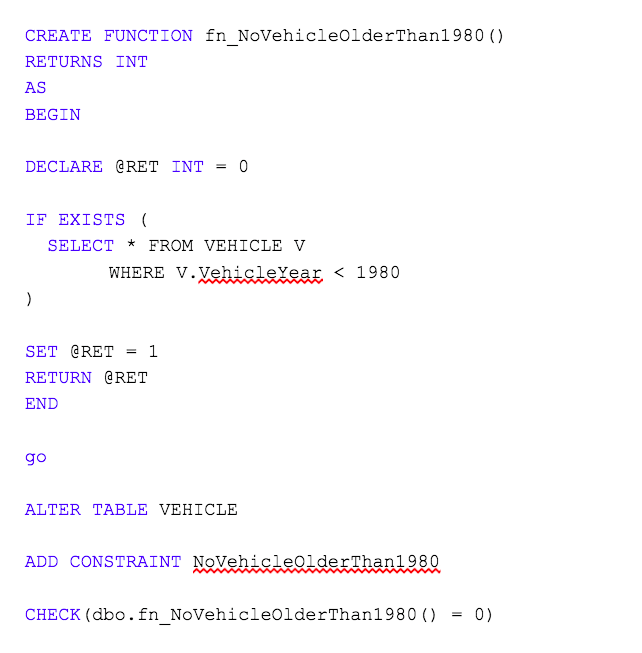 CREATE FUNCTION fn_NoVehicleOlderThan1980()
RETURNS INT
AS
BEGIN
DECLARE @RET INT = 0
IF EXISTS (
SELECT * FROM VEHICLE V
WHERE V.VehicleYear < 1980
)
SET @RET = 1
RETURN @RET
END
go
ALTER TABLE VEHICLE
ADD CONSTRAINT NoVehicleOlderThan1980
CHECK(dbo.fn_NoVehicleOlderThan1980() = 0)